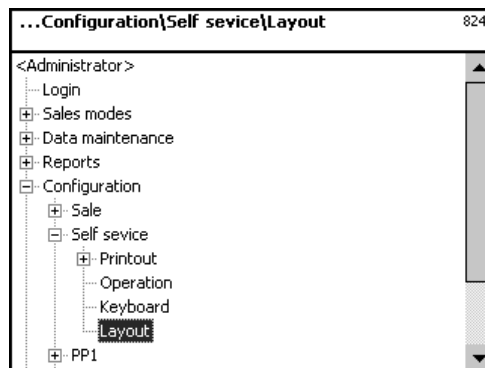 ...Configuration\Self sevice\Layout 824
<Administrator>
Login
Sales modes
Data maintenance
Reports
Configuration
Sale
Self sevice
Printout
Operation
Keyboard
Layout
PP1